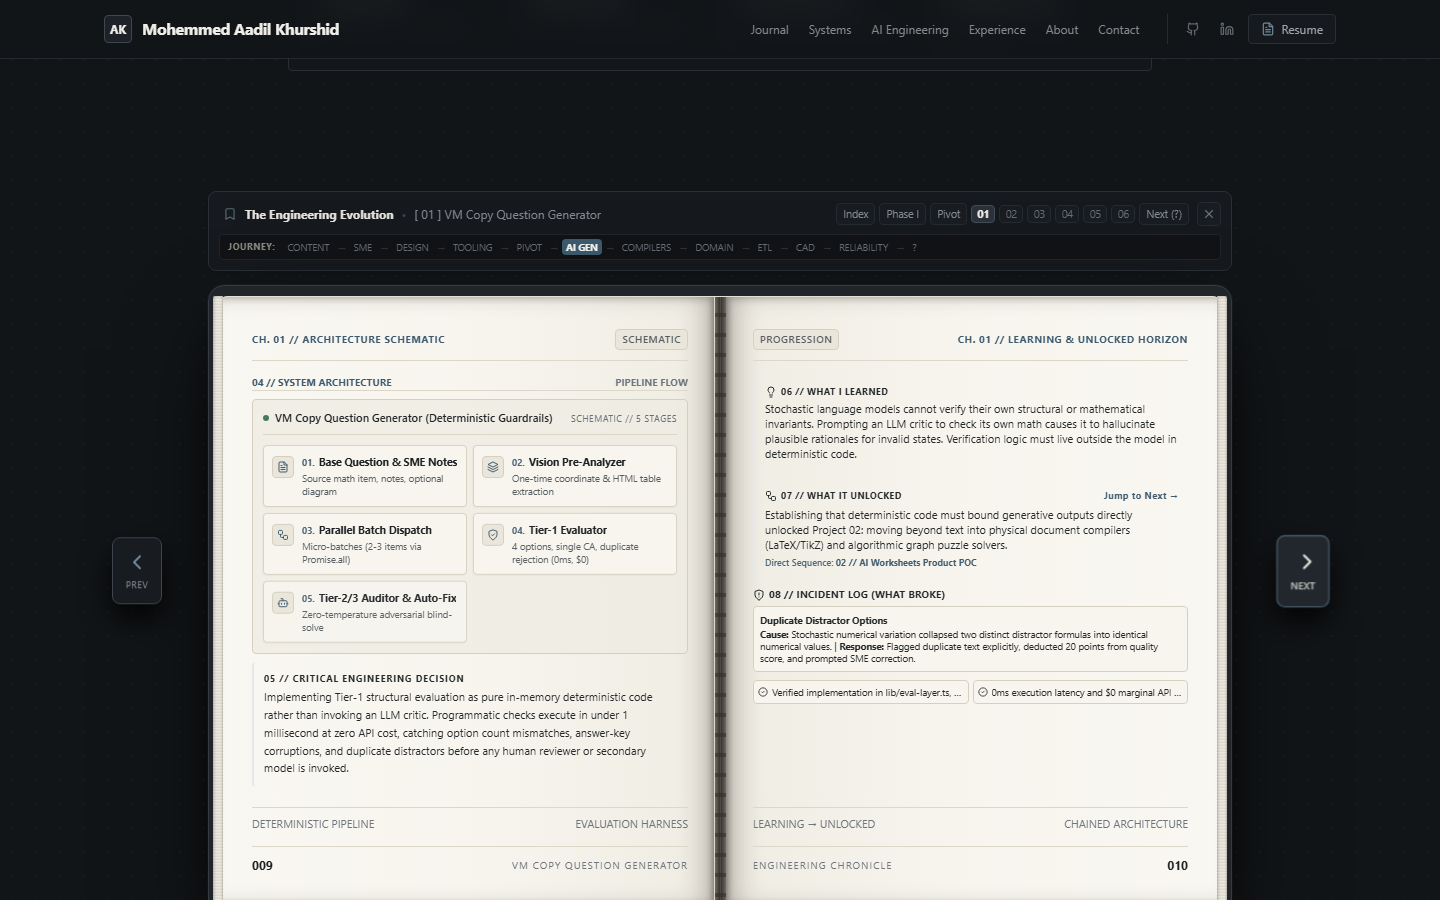 AK Mohemmed Aadil Khurshid Journal Systems AI Engineering Experience About Contact Resume
The Engineering Evolution • [ 01 ] VM Copy Question Generator Index Phase I Pivot 01 02 03 04 05 06 Next (?) ×
JOURNEY: CONTENT — SME — DESIGN — TOOLING — PIVOT — AI GEN — COMPILERS — DOMAIN — ETL — CAD — RELIABILITY — ?
PREV
CH. 01 // ARCHITECTURE SCHEMATIC SCHEMATIC
04 // SYSTEM ARCHITECTURE PIPELINE FLOW
VM Copy Question Generator (Deterministic Guardrails) SCHEMATIC // 5 STAGES
01. Base Question & SME Notes
Source math item, notes, optional
diagram
02. Vision Pre-Analyzer
One-time coordinate & HTML table
extraction
03. Parallel Batch Dispatch
Micro-batches (2-3 items via
Promise.all)
04. Tier-1 Evaluator
4 options, single CA, duplicate
rejection (0ms, $0)
05. Tier-2/3 Auditor & Auto-Fix
Zero-temperature adversarial blind-
solve
05 // CRITICAL ENGINEERING DECISION
Implementing Tier-1 structural evaluation as pure in-memory deterministic code
rather than invoking an LLM critic. Programmatic checks execute in under 1
millisecond at zero API cost, catching option count mismatches, answer-key
corruptions, and duplicate distractors before any human reviewer or secondary
model is invoked.
DETERMINISTIC PIPELINE EVALUATION HARNESS
009 VM COPY QUESTION GENERATOR
PROGRESSION CH. 01 // LEARNING & UNLOCKED HORIZON
06 // WHAT I LEARNED
Stochastic language models cannot verify their own structural or mathematical
invariants. Prompting an LLM critic to check its own math causes it to hallucinate
plausible rationales for invalid states. Verification logic must live outside the model in
deterministic code.
07 // WHAT IT UNLOCKED Jump to Next →
Establishing that deterministic code must bound generative outputs directly
unlocked Project 02: moving beyond text into physical document compilers
(LaTeX/TikZ) and algorithmic graph puzzle solvers.
Direct Sequence: 02 // AI Worksheets Product POC
08 // INCIDENT LOG (WHAT BROKE)
Duplicate Distractor Options
Cause: Stochastic numerical variation collapsed two distinct distractor formulas into identical
numerical values. | Response: Flagged duplicate text explicitly, deducted 20 points from quality
score, and prompted SME correction.
Verified implementation in lib/eval-layer.ts, ... 0ms execution latency and $0 marginal API ...
LEARNING → UNLOCKED CHAINED ARCHITECTURE
ENGINEERING CHRONICLE 010
NEXT